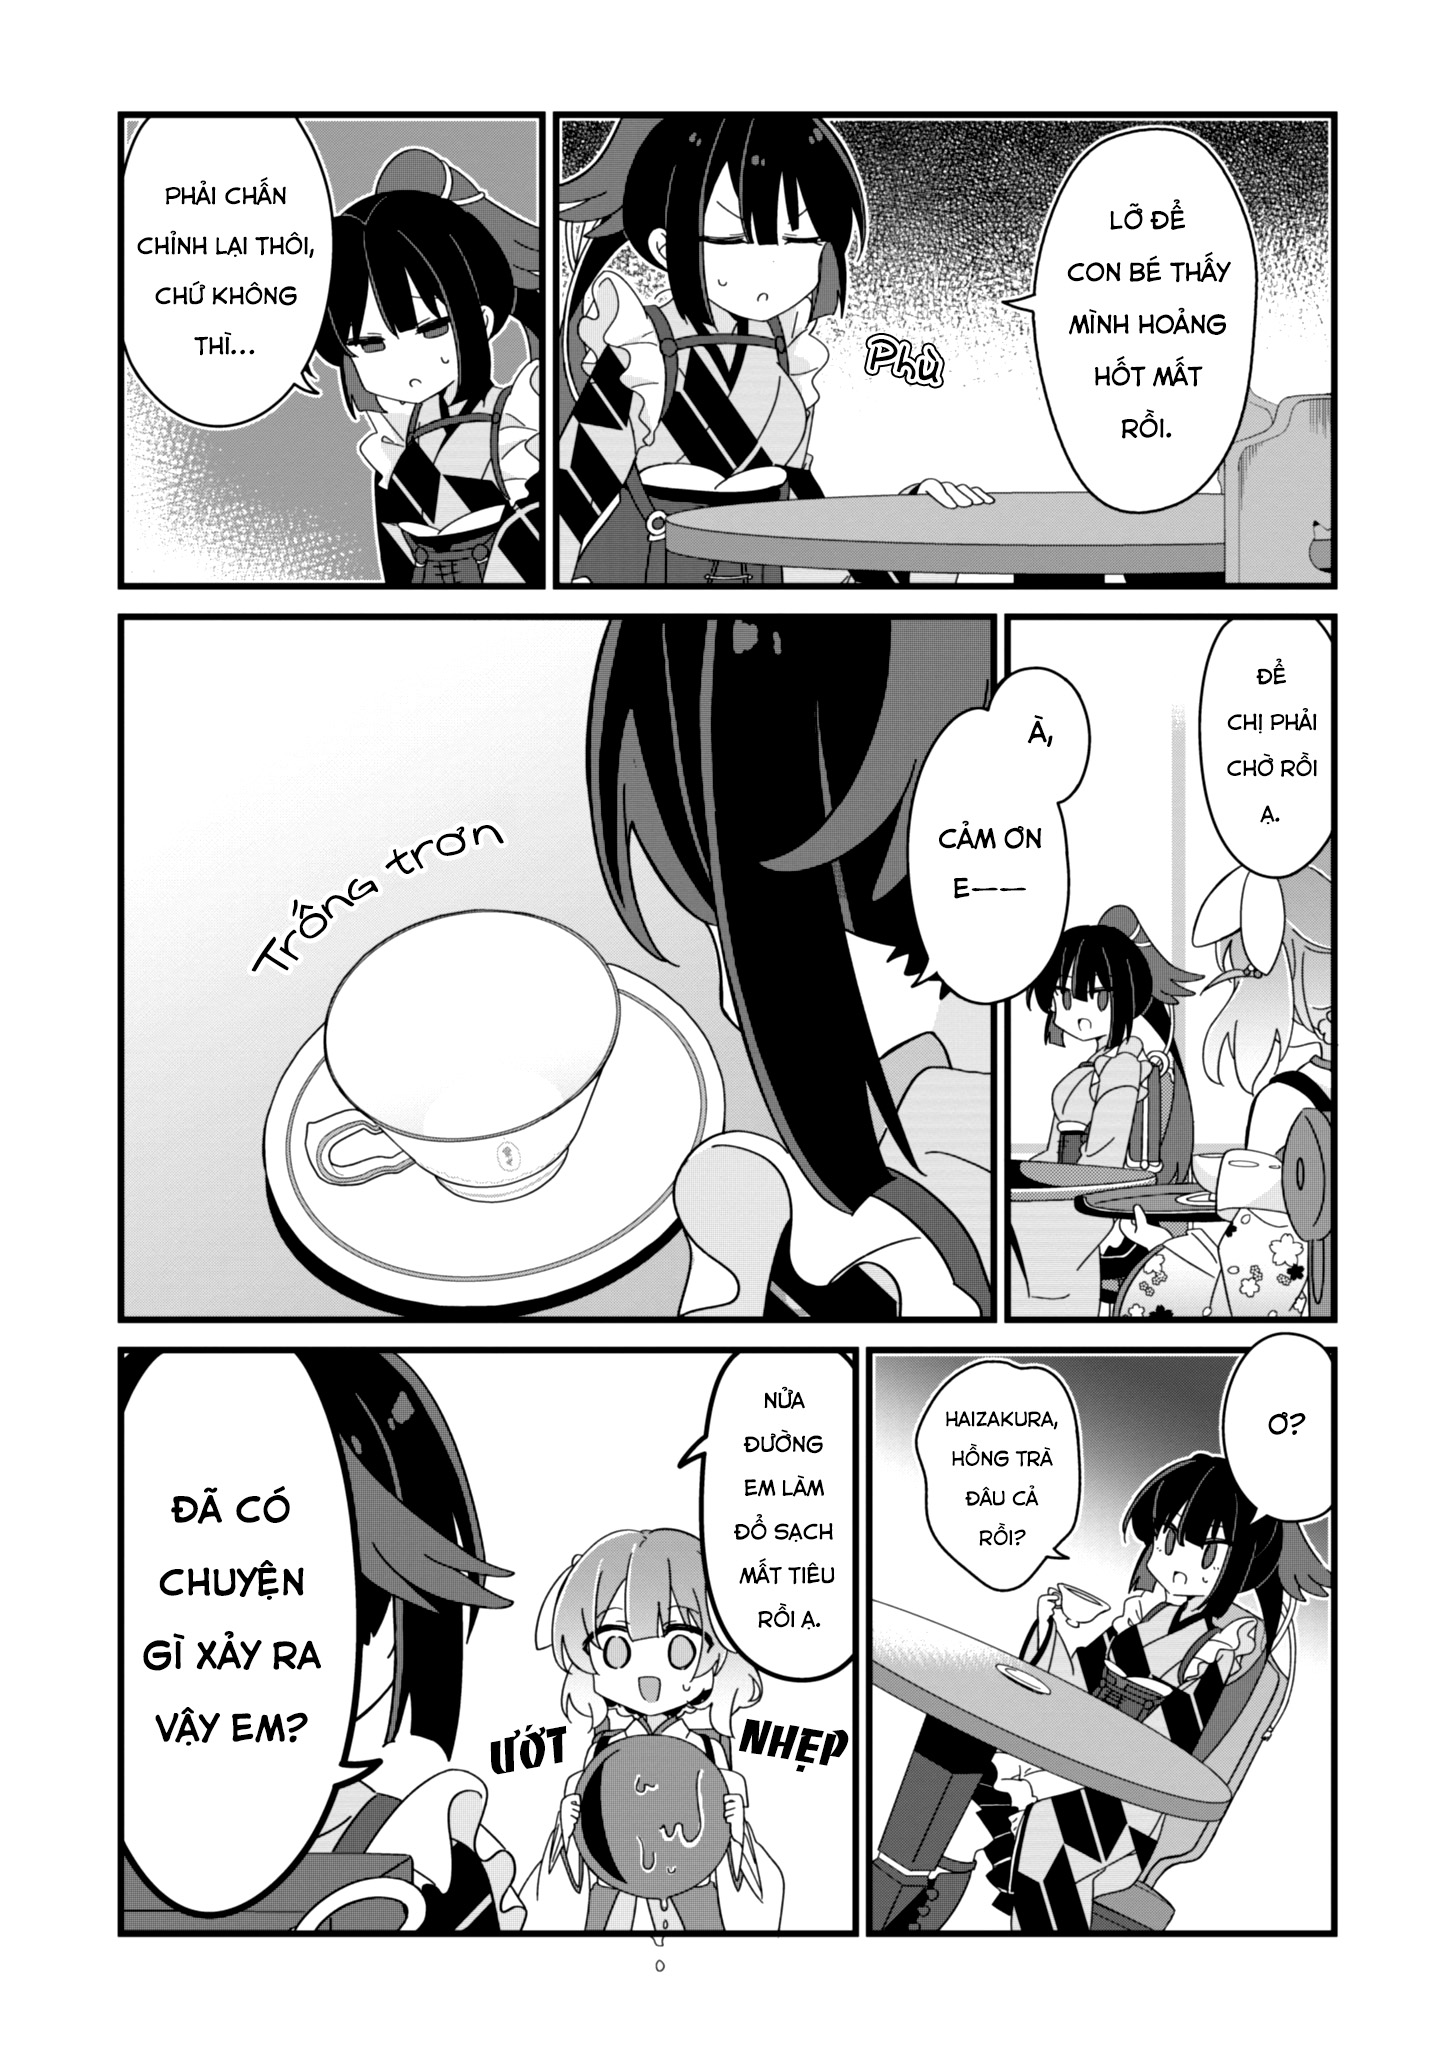 LỠ ĐỂ
CON BÉ THẤY
MÌNH HOẢNG
HỐT MẤT
RỒI.
Phù
PHẢI CHẤN
CHỈNH LẠI THÔI,
CHỨ KHÔNG
THÌ...
ĐỂ
CHỊ PHẢI
CHỜ RỒI
Ạ.
À,
CẢM ƠN
E——
Trống trơn
Ơ?
HAIZAKURA,
HỒNG TRÀ
ĐÂU CẢ
RỒI?
NỬA
ĐƯỜNG
EM LÀM
ĐỔ SẠCH
MẤT TIÊU
RỒI Ạ.
ƯỚT
NHẸP
ĐÃ CÓ
CHUYỆN
GÌ XẢY RA
VẬY EM?